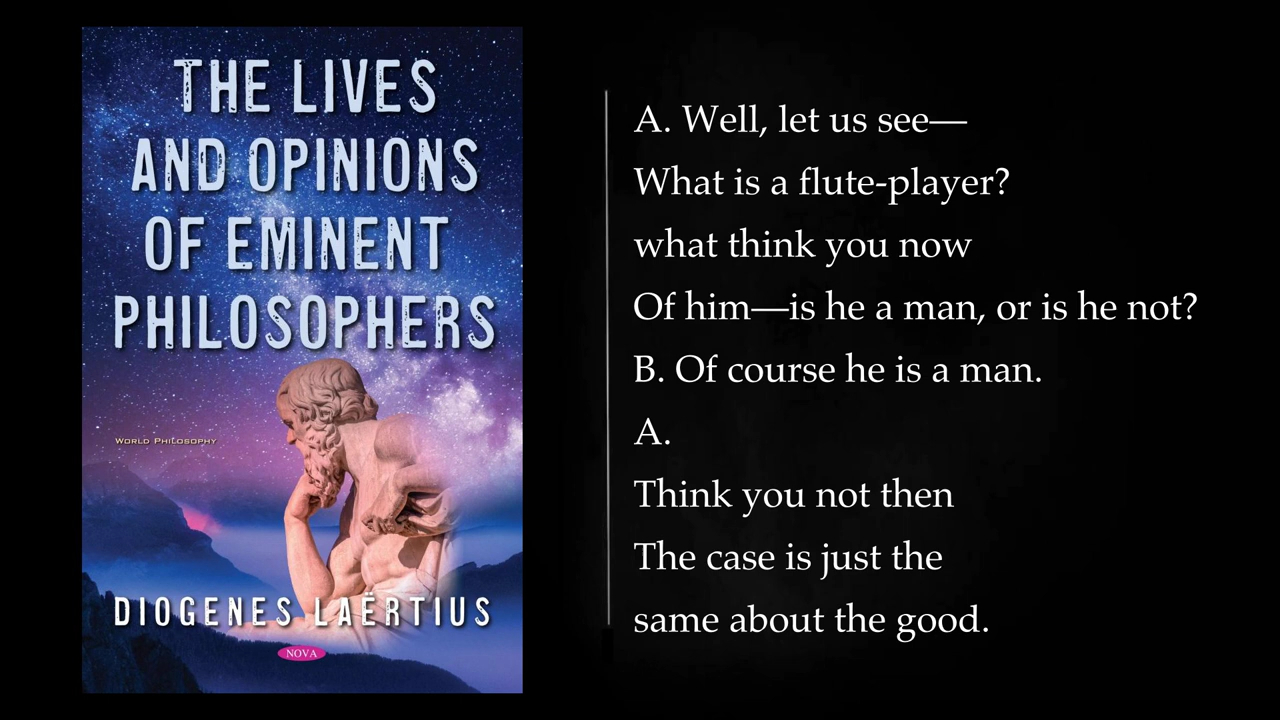 THE LIVES
AND OPINIONS
OF EMINENT
PHILOSOPHERS
WORLD PHILOSOPHY
DIOGENES LAËRTIUS
NOVA
A. Well, let us see—
What is a flute-player?
what think you now
Of him—is he a man, or is he not?
B. Of course he is a man.
A.
Think you not then
The case is just the
same about the good.